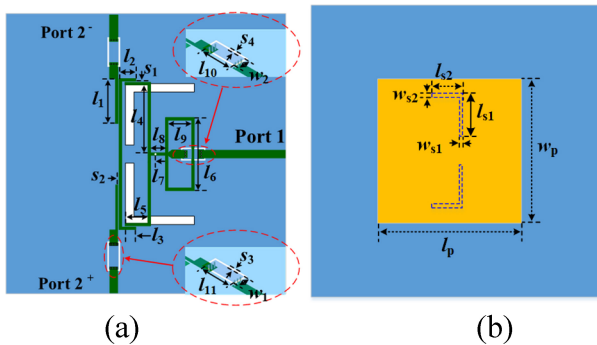 Port 2⁻
l₂
s₁
l₁
l₄
s₂
l₅
l₃
Port 2⁺
l₈
l₉
l₇
l₆
Port 1
s₄
l₁₀
w₂
s₃
l₁₁
w₁
(a)
lₛ₂
wₛ₂
lₛ₁
wₛ₁
wₚ
lₚ
(b)